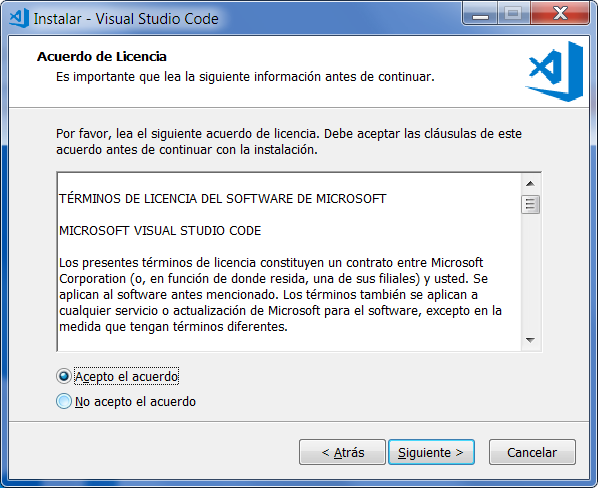 Instalar - Visual Studio Code
Acuerdo de Licencia
Es importante que lea la siguiente información antes de continuar.
Por favor, lea el siguiente acuerdo de licencia. Debe aceptar las cláusulas de este
acuerdo antes de continuar con la instalación.
TÉRMINOS DE LICENCIA DEL SOFTWARE DE MICROSOFT
MICROSOFT VISUAL STUDIO CODE
Los presentes términos de licencia constituyen un contrato entre Microsoft
Corporation (o, en función de donde resida, una de sus filiales) y usted. Se
aplican al software antes mencionado. Los términos también se aplican a
cualquier servicio o actualización de Microsoft para el software, excepto en la
medida que tengan términos diferentes.
Acepto el acuerdo
No acepto el acuerdo
< Atrás Siguiente > Cancelar